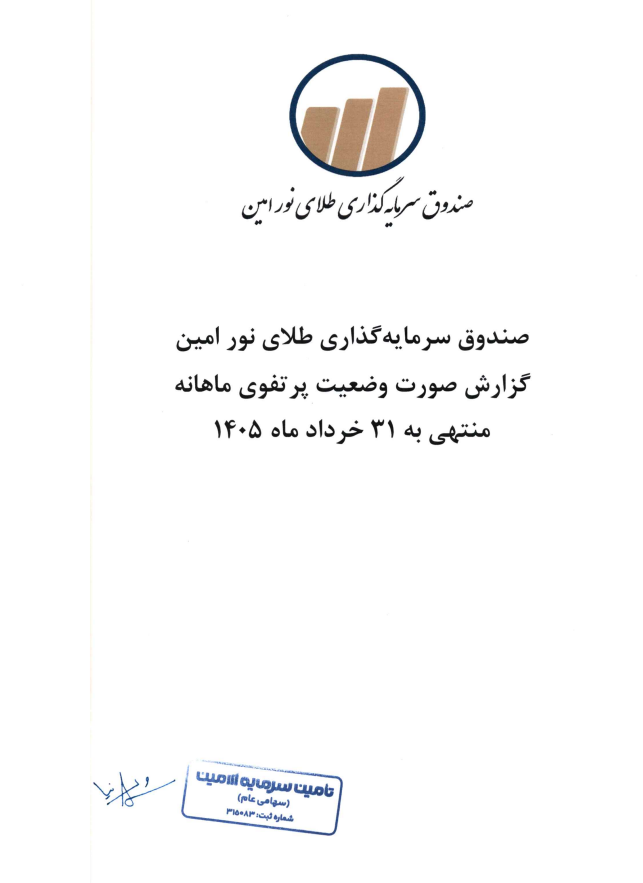 صندوق سرمایه‌گذاری طلای نور امین
صندوق سرمایه‌گذاری طلای نور امین
گزارش صورت وضعیت پرتفوی ماهانه
منتهی به ۳۱ خرداد ماه ۱۴۰۵
تامین سرمایه امین
(سهامی عام)
شماره ثبت: ۳۱۵۰۸۳